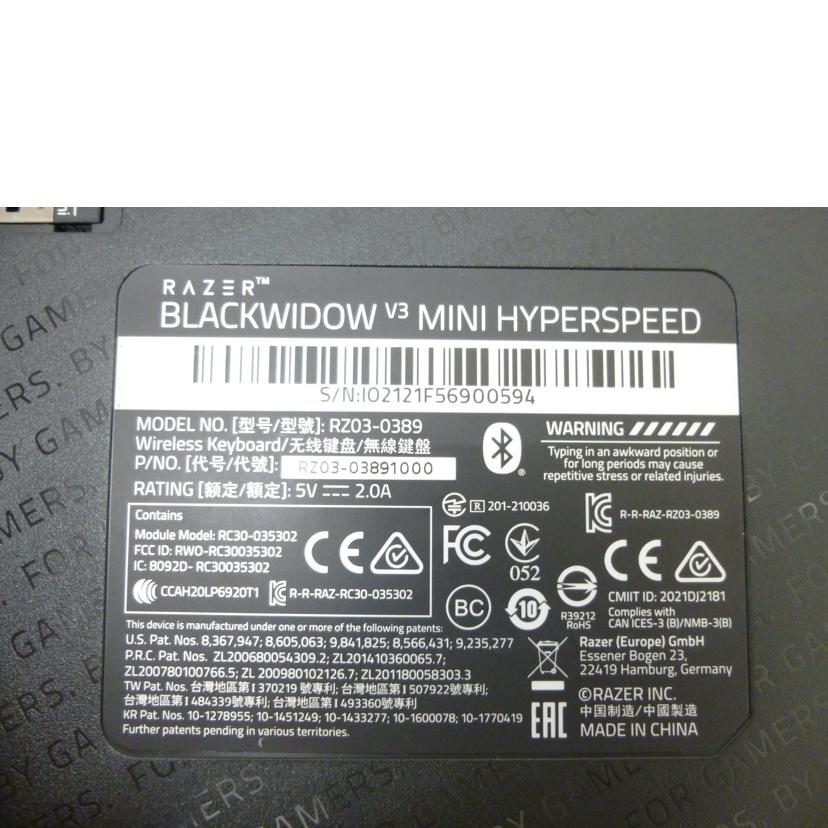 RAZER™
BLACKWIDOW V3 MINI HYPERSPEED
S/N:IO2121F56900594
MODEL NO. [型号/型號]: RZ03-0389
Wireless Keyboard/无线键盘/無線鍵盤
P/NO. [代号/代號]: RZ03-03891000
RATING [额定/額定]: 5V 2.0A
WARNING
Typing in an awkward position or
for long periods may cause
repetitive stress or related injuries.
Contains
Module Model: RC30-035302
FCC ID: RWO-RC30035302
IC: 8092D- RC30035302
CE
CCAH20LP6920T1 R-R-RAZ-RC30-035302
R 201-210036
R-R-RAZ-RZ03-0389
FC
052
CE
BC
10
R39212
RoHS
CMIIT ID: 2021DJ2181
Complies with
CAN ICES-3 (B)/NMB-3(B)
This device is manufactured under one or more of the following patents:
U.S. Pat. Nos. 8,367,947; 8,605,063; 9,841,825; 8,566,431; 9,235,277
P.R.C. Pat. Nos. ZL200680054309.2; ZL201410360065.7;
ZL200780100766.5; ZL 200980102126.7; ZL201180058303.3
TW Pat. Nos. 台灣地區第 I 370219 號專利; 台灣地區第 I 507922號專利;
台灣地區第 I 484339號專利; 台灣地區第 I 493360號專利
KR Pat. Nos. 10-1278955; 10-1451249; 10-1433277; 10-1600078; 10-1770419
Further patents pending in various territories.
Razer (Europe) GmbH
Essener Bogen 23,
22419 Hamburg, Germany
EAC
©RAZER INC.
中国制造/中國製造
MADE IN CHINA
FOR GAMERS. BY GAMERS.